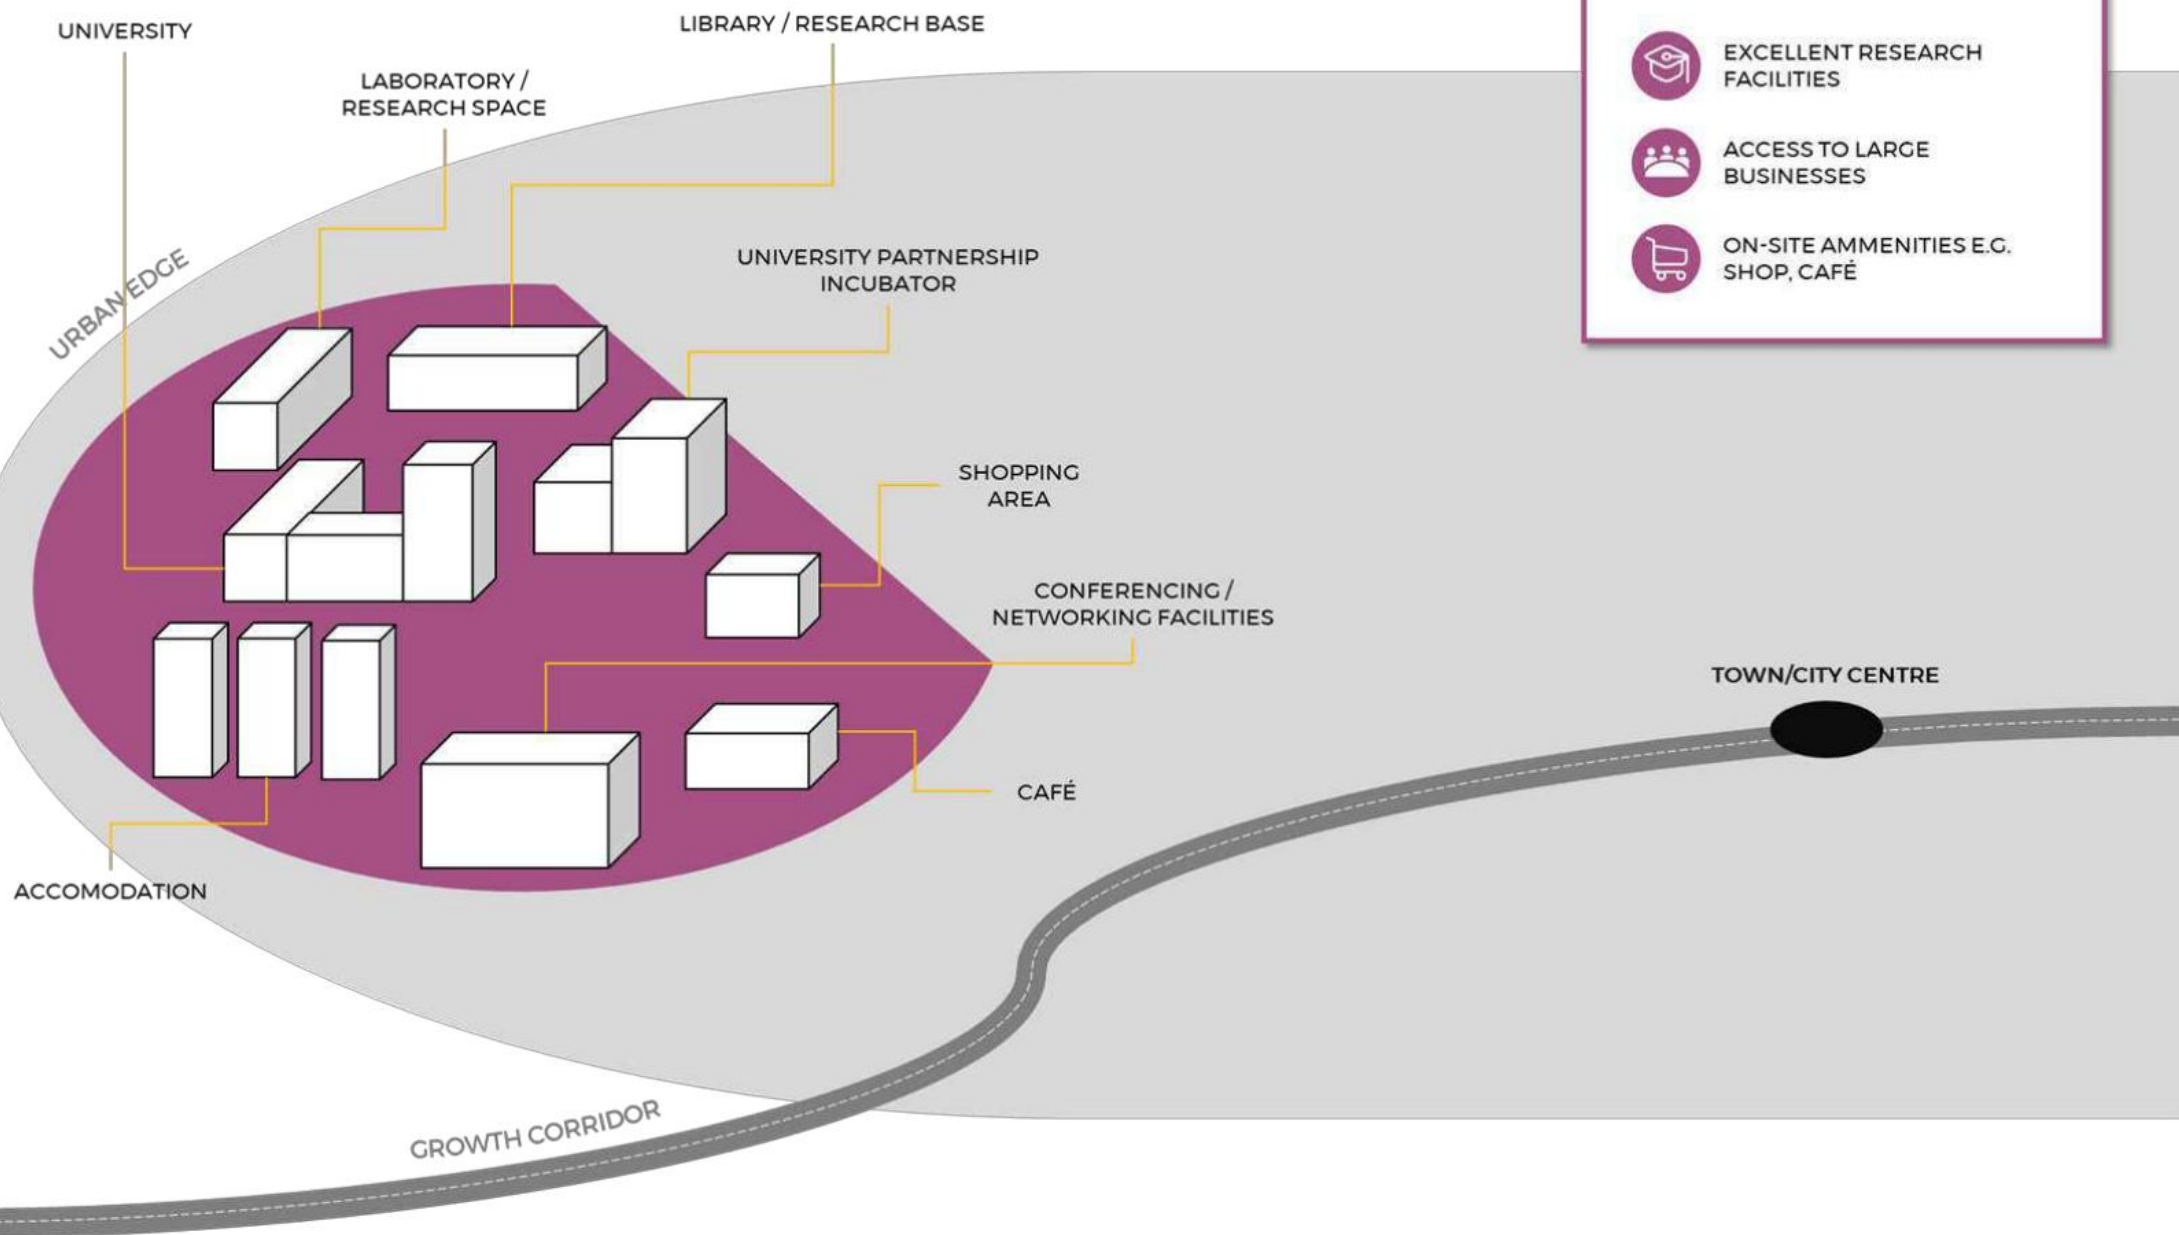 UNIVERSITY
LIBRARY / RESEARCH BASE
LABORATORY /
RESEARCH SPACE
EXCELLENT RESEARCH
FACILITIES
ACCESS TO LARGE
BUSINESSES
ON-SITE AMMENITIES E.G.
SHOP, CAFÉ
URBAN EDGE
UNIVERSITY PARTNERSHIP
INCUBATOR
SHOPPING
AREA
CONFERENCING /
NETWORKING FACILITIES
TOWN/CITY CENTRE
CAFÉ
ACCOMODATION
GROWTH CORRIDOR